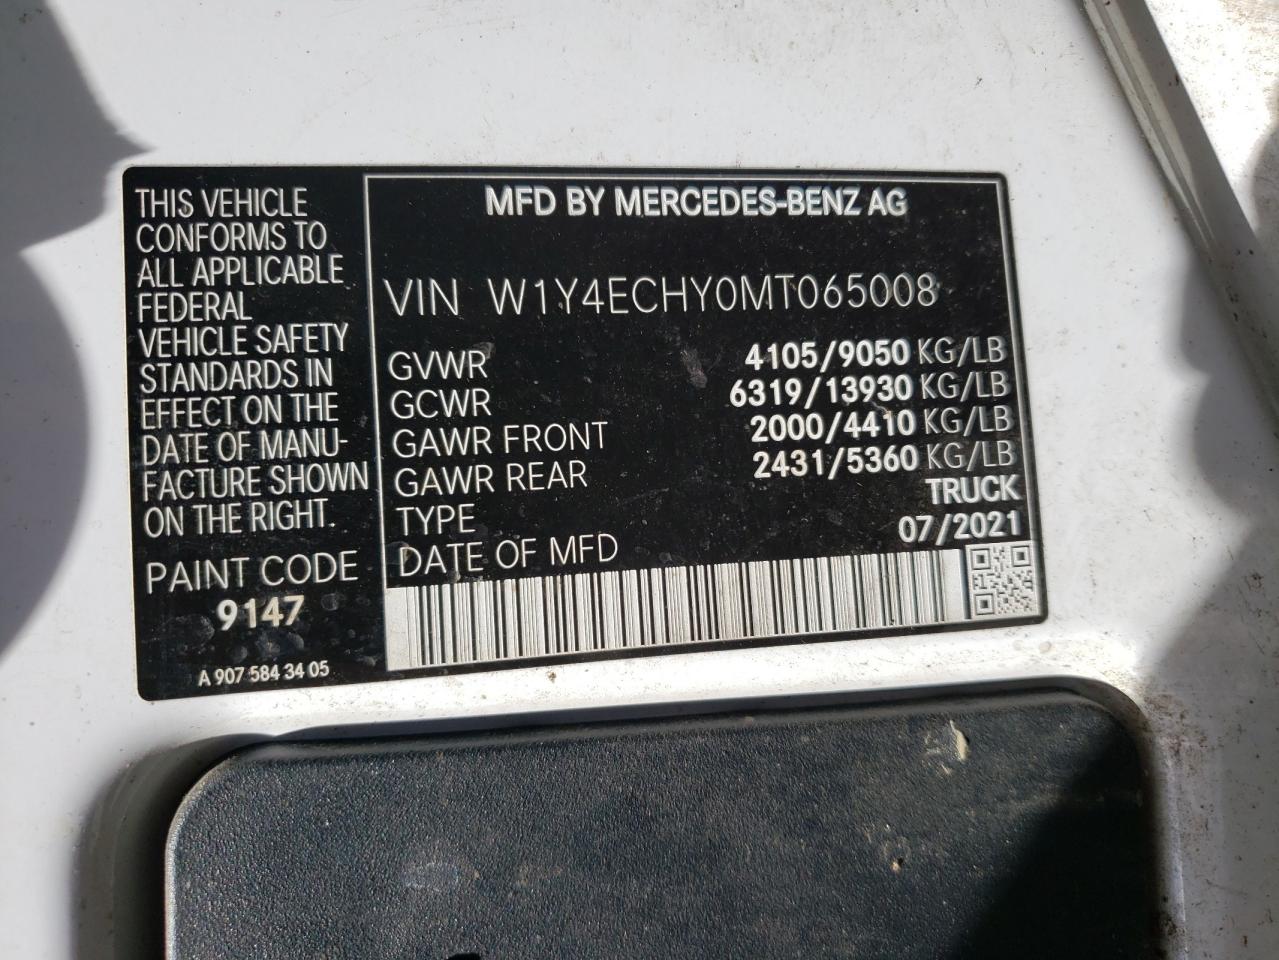 THIS VEHICLE
CONFORMS TO
ALL APPLICABLE
FEDERAL
VEHICLE SAFETY
STANDARDS IN
EFFECT ON THE
DATE OF MANU-
FACTURE SHOWN
ON THE RIGHT.
PAINT CODE
9147
A 907 584 34 05
MFD BY MERCEDES-BENZ AG
VIN W1Y4ECHY0MT065008
GVWR 4105/9050 KG/LB
GCWR 6319/13930 KG/LB
GAWR FRONT 2000/4410 KG/LB
GAWR REAR 2431/5360 KG/LB
TYPE TRUCK
DATE OF MFD 07/2021